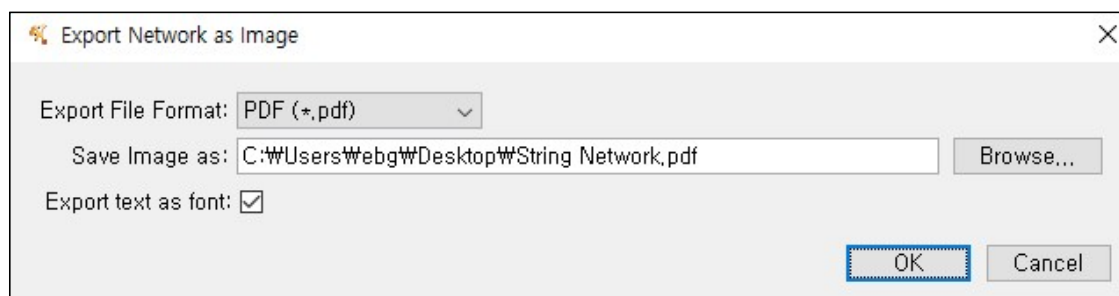 Export Network as Image
Export File Format: PDF (*.pdf)
Save Image as: C:₩Users₩ebg₩Desktop₩String Network.pdf Browse...
Export text as font:
OK Cancel